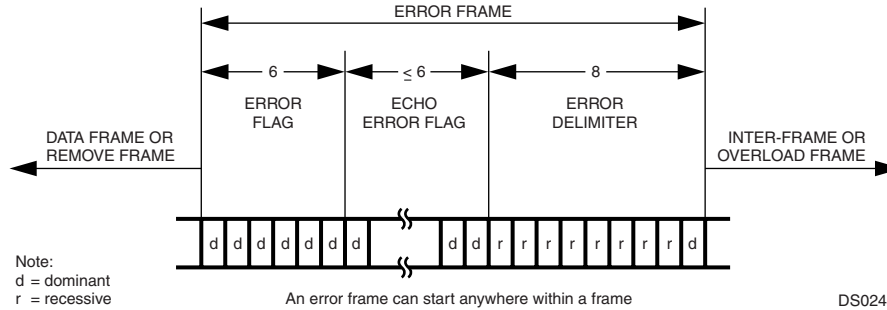 ERROR FRAME
6
≤ 6
8
ERROR
FLAG
ECHO
ERROR FLAG
ERROR
DELIMITER
DATA FRAME OR
REMOVE FRAME
INTER-FRAME OR
OVERLOAD FRAME
d d d d d d d d d r r r r r r r d
Note:
d = dominant
r = recessive
An error frame can start anywhere within a frame
DS024